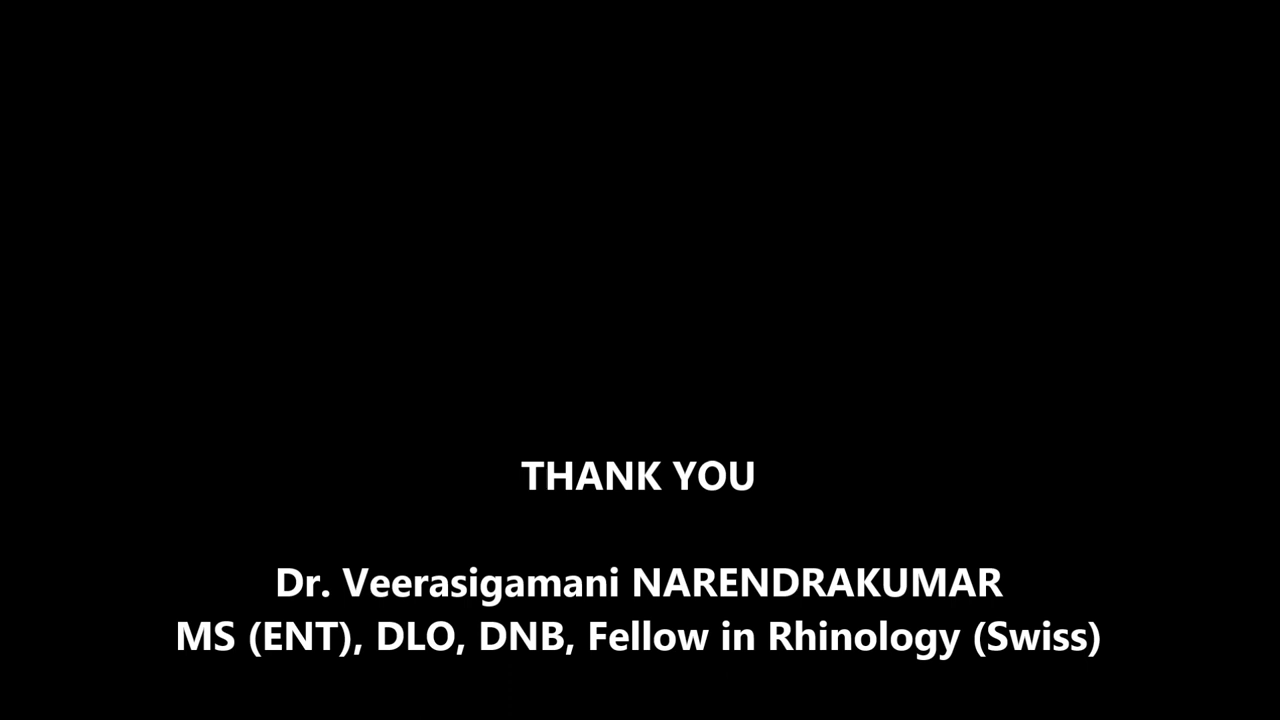 THANK YOU
Dr. Veerasigamani NARENDRAKUMAR
MS (ENT), DLO, DNB, Fellow in Rhinology (Swiss)